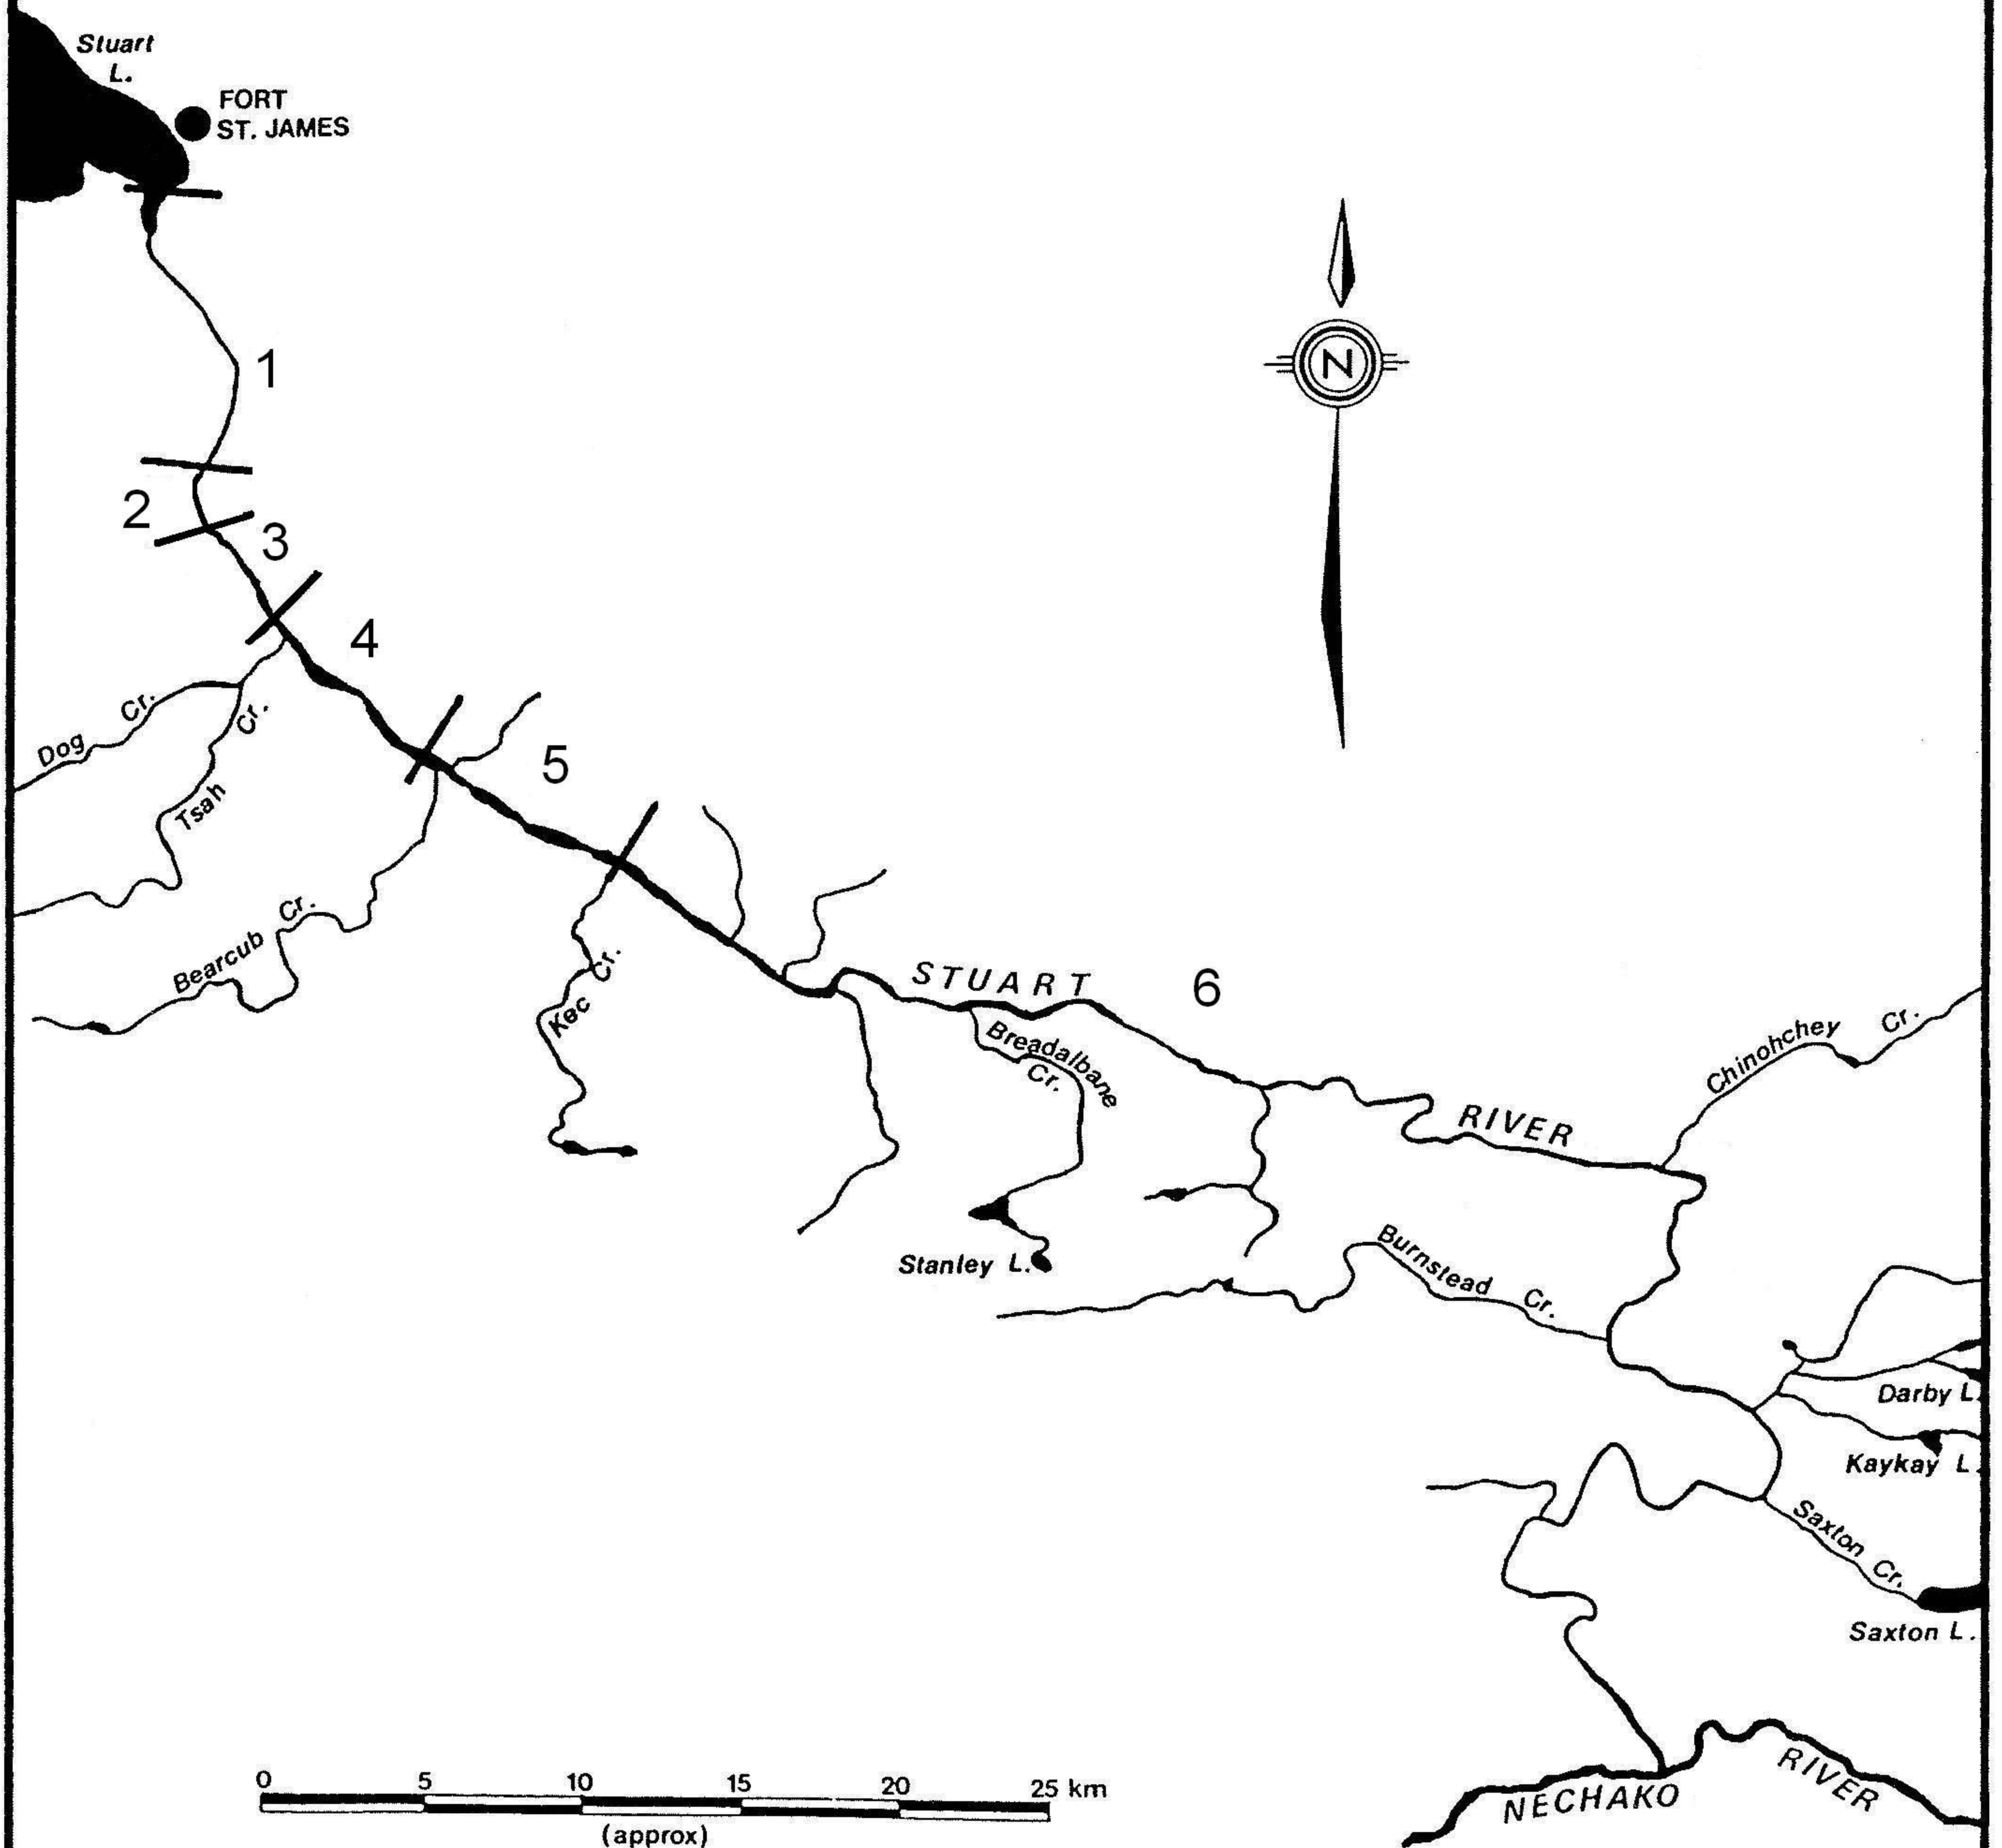 Stuart
L.
FORT
ST. JAMES
N
1
2
3
4
Dog Cr.
Tsah Cr.
5
Bearcub Cr.
Kec Cr.
STUART
6
Breadalbane
Cr.
Chinohchey Cr.
RIVER
Stanley L.
Burnstead Cr.
Darby L.
Kaykay L.
Saxton Cr.
Saxton L.
0 5 10 15 20 25 km
(approx)
NECHAKO
RIVER